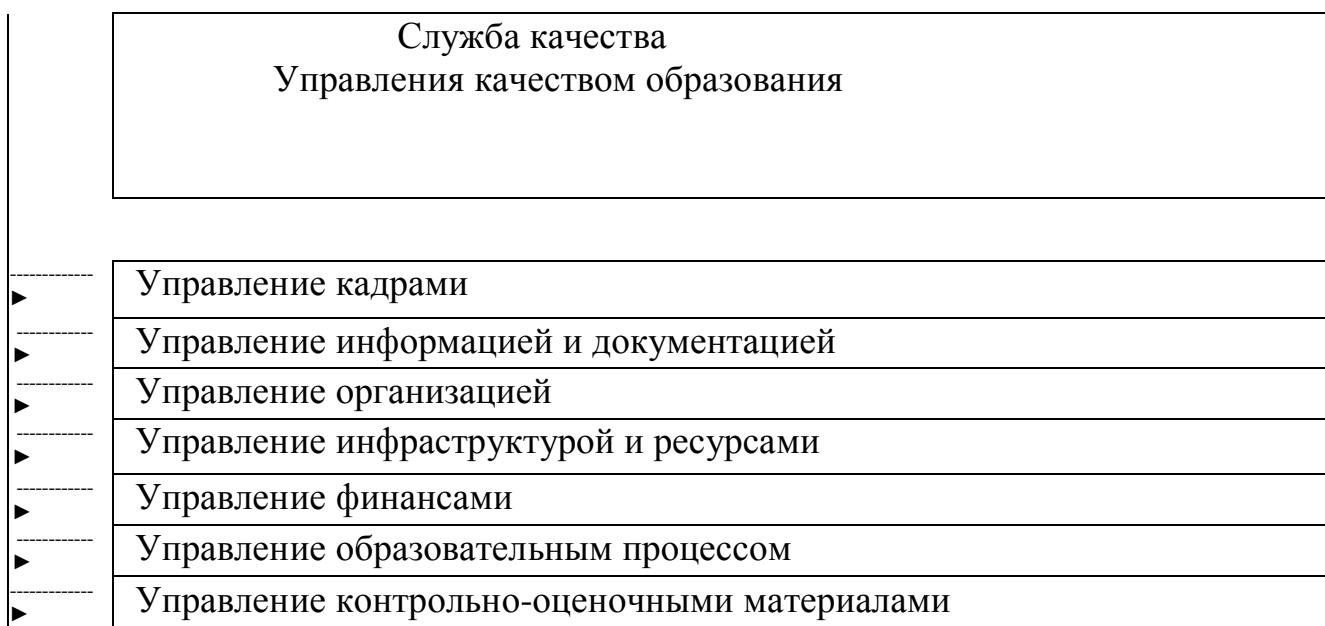 Служба качества
Управления качеством образования
Управление кадрами
Управление информацией и документацией
Управление организацией
Управление инфраструктурой и ресурсами
Управление финансами
Управление образовательным процессом
Управление контрольно-оценочными материалами